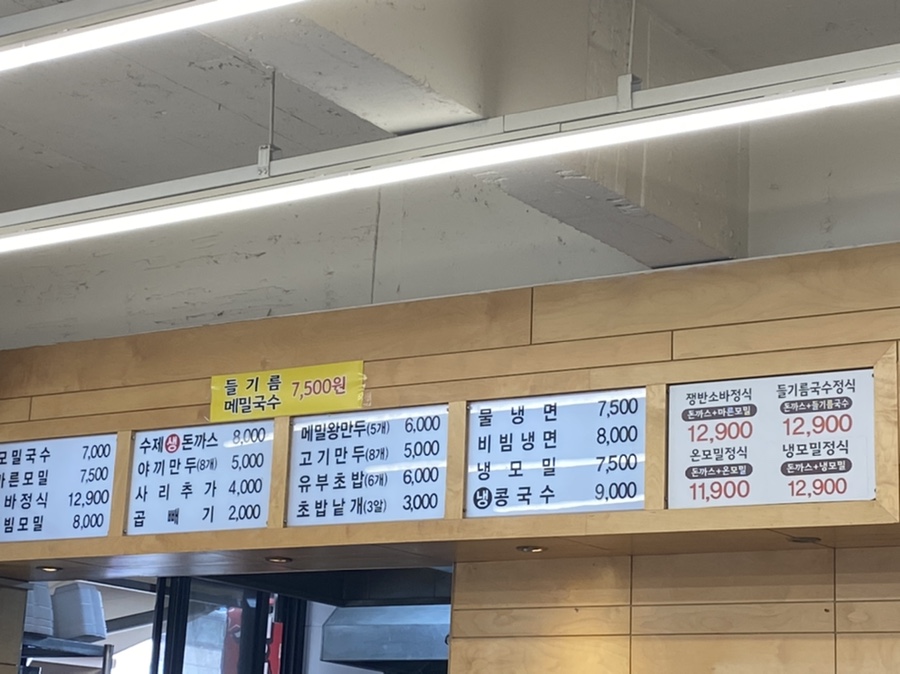 들 기 름
메밀국수 7,500원
모밀국수 7,000
마른모밀 7,500
바정식 12,900
빔모밀 8,000
수제냉돈까스 8,000
야끼만두(8개) 5,000
사리추가 4,000
곱빼기 2,000
메밀왕만두(5개) 6,000
고기만두(8개) 5,000
유부초밥(6개) 6,000
초밥낱개(3알) 3,000
물냉면 7,500
비빔냉면 8,000
냉모밀 7,500
냉콩국수 9,000
쟁반소바정식
돈까스+마른모밀
12,900
들기름국수정식
돈까스+들기름국수
12,900
온모밀정식
돈까스+온모밀
11,900
냉모밀정식
돈까스+냉모밀
12,900